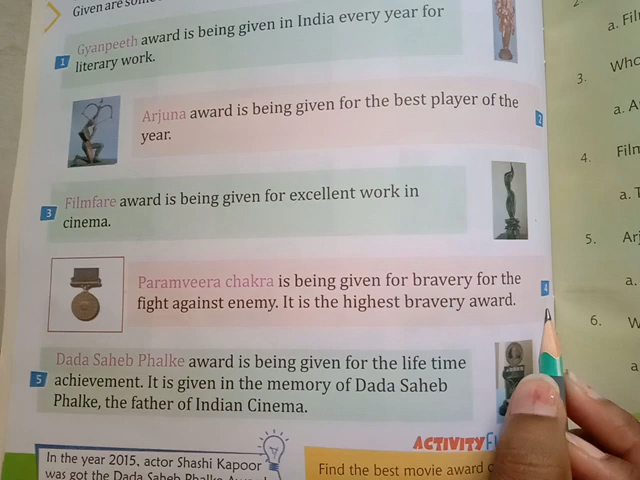 Given are some
Gyanpeeth award is being given in India every year for
1
literary work.
Arjuna award is being given for the best player of the
2
year.
Filmfare award is being given for excellent work in
3
cinema.
Paramveera chakra is being given for bravery for the
4
fight against enemy. It is the highest bravery award.
Dada Saheb Phalke award is being given for the life time
5
achievement. It is given in the memory of Dada Saheb
Phalke, the father of Indian Cinema.
In the year 2015, actor Shashi Kapoor
was got the Dada Saheb Phalke
ACTIVITY
Find the best movie award
2.
a. Fil
3.
a. A
4. Film
a. T
5. Arj
a.
6. W
a